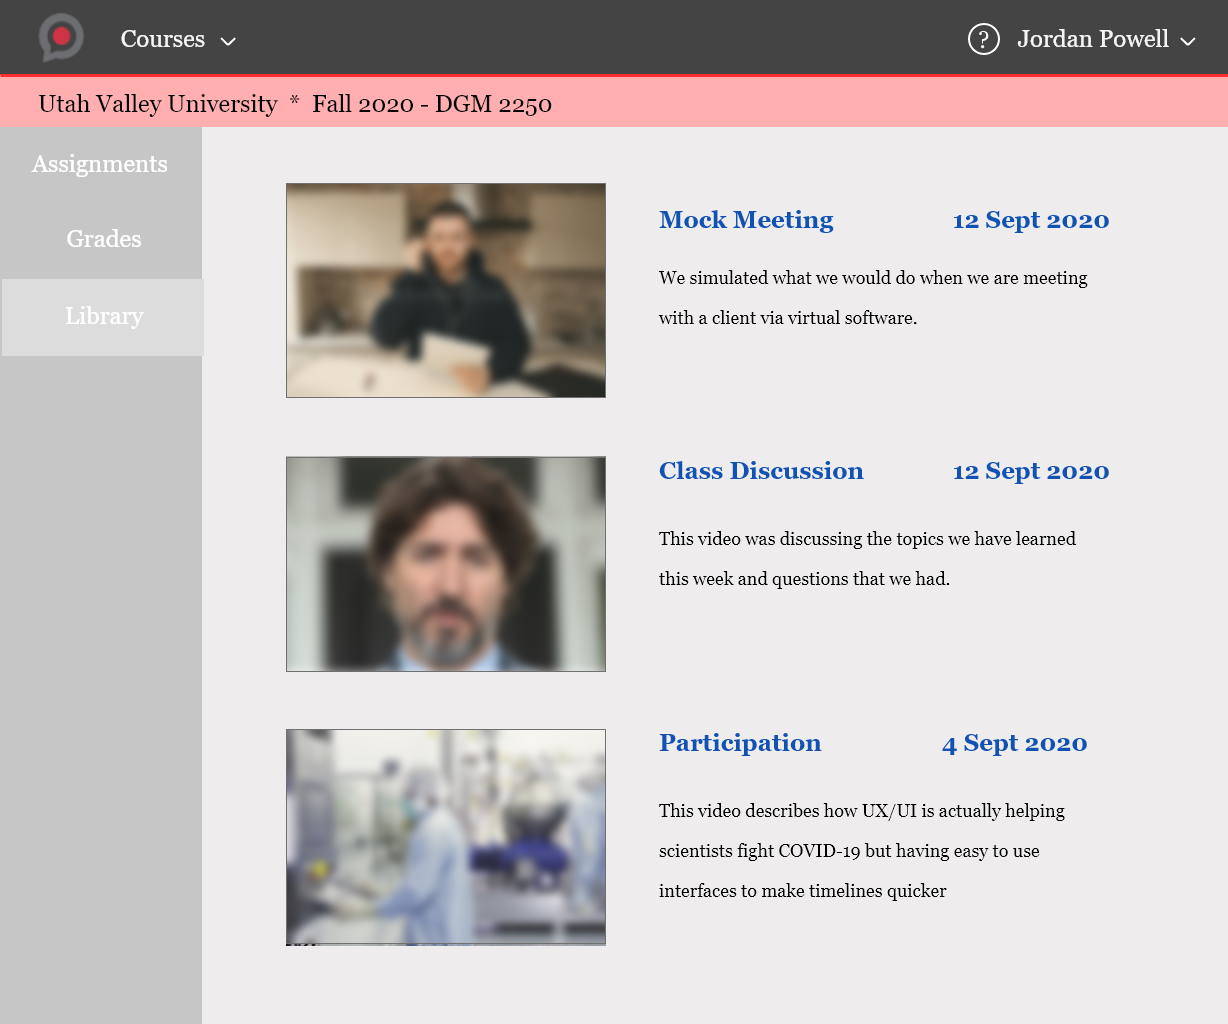 Courses
? Jordan Powell
Utah Valley University * Fall 2020 - DGM 2250
Assignments
Grades
Library
Mock Meeting 12 Sept 2020
We simulated what we would do when we are meeting
with a client via virtual software.
Class Discussion 12 Sept 2020
This video was discussing the topics we have learned
this week and questions that we had.
Participation 4 Sept 2020
This video describes how UX/UI is actually helping
scientists fight COVID-19 but having easy to use
interfaces to make timelines quicker